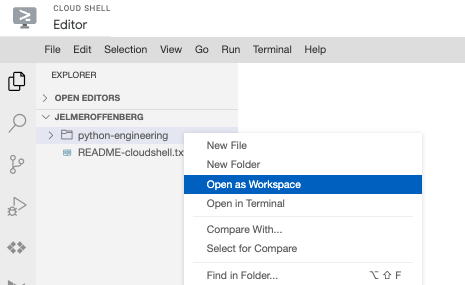 CLOUD SHELL
Editor
File Edit Selection View Go Run Terminal Help
EXPLORER
OPEN EDITORS
JELMEROFFENBERG
python-engineering
README-cloudshell.tx
New File
New Folder
Open as Workspace
Open in Terminal
Compare With...
Select for Compare
Find in Folder... ⌥⇧F